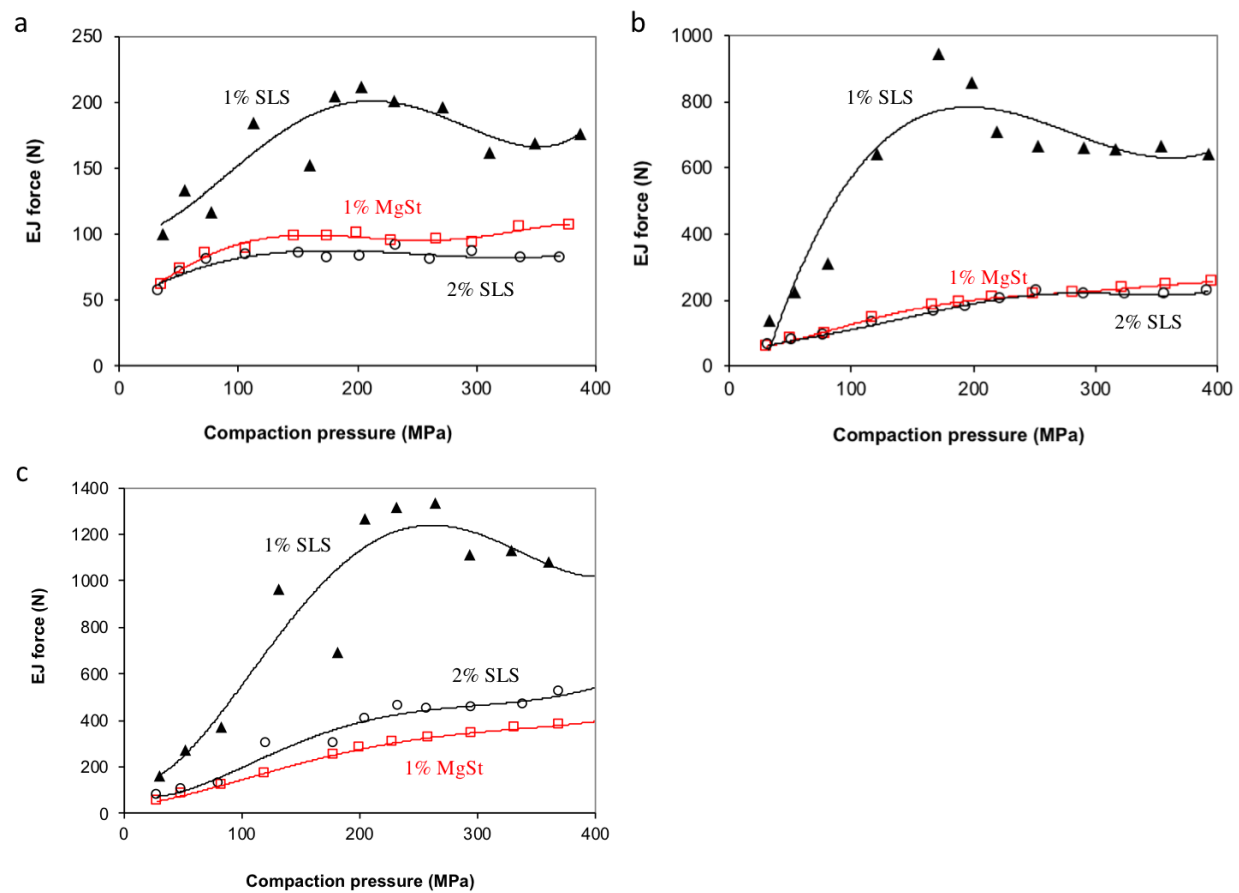 a
250
200
150
100
50
0
EJ force (N)
1% SLS
1% MgSt
2% SLS
0 100 200 300 400
Compaction pressure (MPa)
b
1000
800
600
400
200
0
EJ force (N)
1% SLS
1% MgSt
2% SLS
0 100 200 300 400
Compaction pressure (MPa)
c
1400
1200
1000
800
600
400
200
0
EJ force (N)
1% SLS
2% SLS
1% MgSt
0 100 200 300 400
Compaction pressure (MPa)